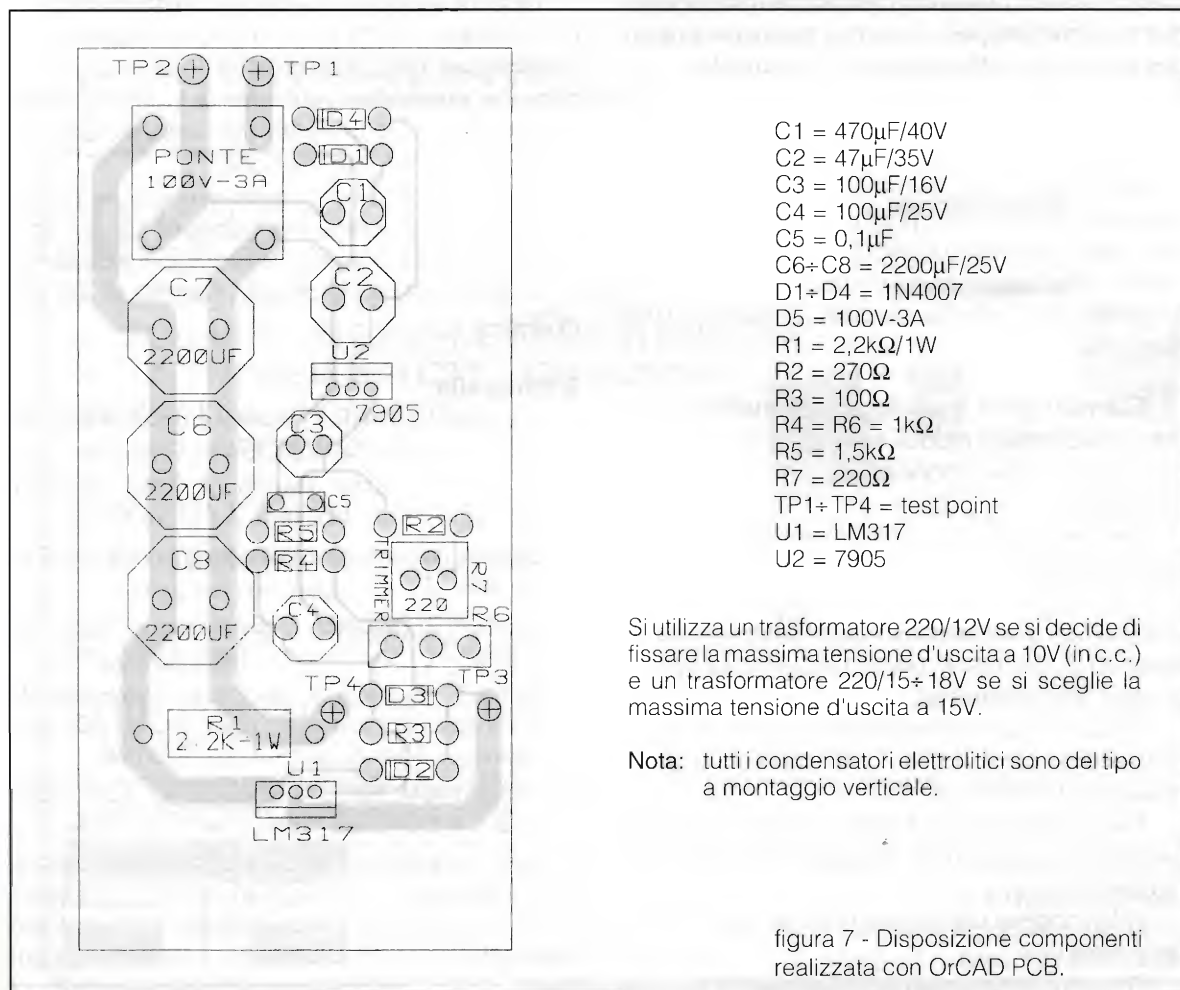 TP2 TP1
D4
PONTE
100V-3A
D1
C1
C2
C7
2200UF
U2
7905
C6
2200UF
C3
C5
R5
R2
R4
C8
2200UF
TRIMMER
R7
220
C4
R6
TP4
TP3
D3
R1
2.2K-1W
R3
U1
D2
LM317
C1 = 470µF/40V
C2 = 47µF/35V
C3 = 100µF/16V
C4 = 100µF/25V
C5 = 0,1µF
C6÷C8 = 2200µF/25V
D1÷D4 = 1N4007
D5 = 100V-3A
R1 = 2,2kΩ/1W
R2 = 270Ω
R3 = 100Ω
R4 = R6 = 1kΩ
R5 = 1,5kΩ
R7 = 220Ω
TP1÷TP4 = test point
U1 = LM317
U2 = 7905
Si utilizza un trasformatore 220/12V se si decide di
fissare la massima tensione d'uscita a 10V (in c.c.)
e un trasformatore 220/15÷18V se si sceglie la
massima tensione d'uscita a 15V.
Nota: tutti i condensatori elettrolitici sono del tipo
a montaggio verticale.
figura 7 - Disposizione componenti
realizzata con OrCAD PCB.